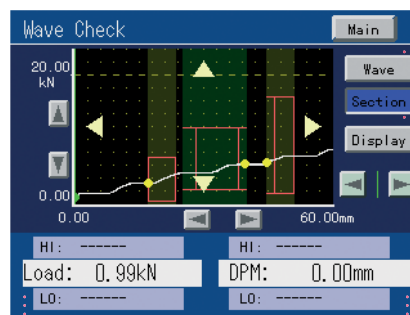 Wave Check Main
20.00 Wave
kN
Section
Display
0.00
0.00 60.00mm
HI: ------ HI: ------
Load: 0.99kN DPM: 0.00mm
LO: ------ LO: ------